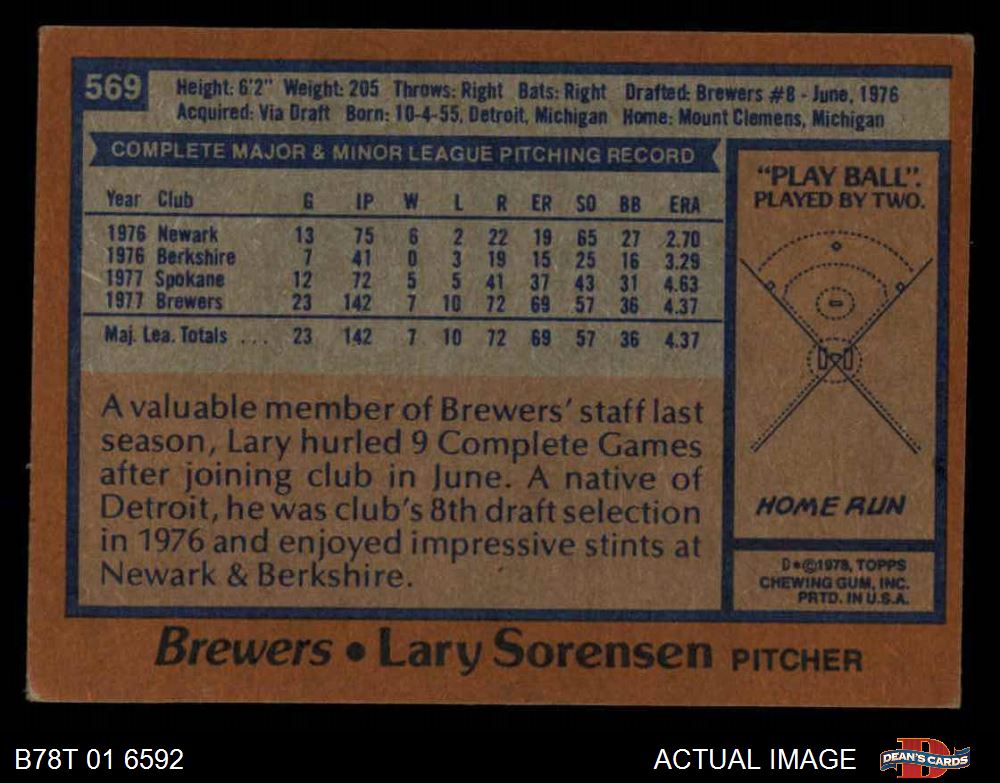 569
Height: 6'2" Weight: 205 Throws: Right Bats: Right Drafted: Brewers #8 - June, 1976
Acquired: Via Draft Born: 10-4-55, Detroit, Michigan Home: Mount Clemens, Michigan
COMPLETE MAJOR & MINOR LEAGUE PITCHING RECORD
Year Club G IP W L R ER SO BB ERA
1976 Newark 13 75 6 2 22 19 65 27 2.70
1976 Berkshire 7 41 0 3 19 15 25 16 3.29
1977 Spokane 12 72 5 5 41 37 43 31 4.63
1977 Brewers 23 142 7 10 72 69 57 36 4.37
Maj. Lea. Totals ... 23 142 7 10 72 69 57 36 4.37
A valuable member of Brewers' staff last
season, Lary hurled 9 Complete Games
after joining club in June. A native of
Detroit, he was club's 8th draft selection
in 1976 and enjoyed impressive stints at
Newark & Berkshire.
"PLAY BALL".
PLAYED BY TWO.
HOME RUN
D*©1978, TOPPS
CHEWING GUM, INC.
PRTD. IN U.S.A.
Brewers • Lary Sorensen PITCHER
B78T 01 6592
ACTUAL IMAGE
D
DEAN'S CARDS